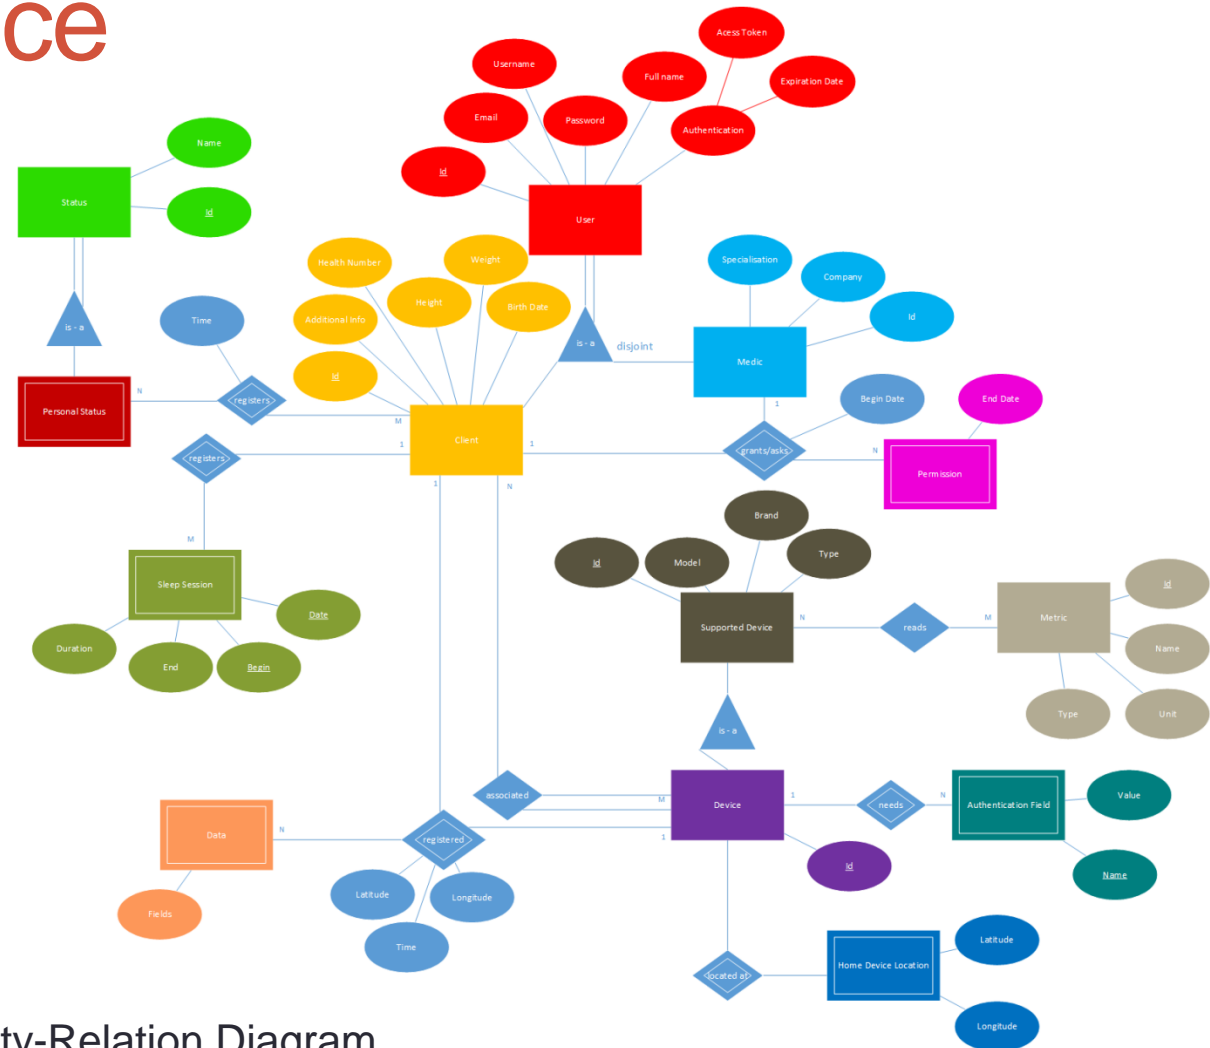 ce
Acess Token
Username
Full name
Expiration Date
Email
Password
Authentication
Name
Id
Status
Id
User
Health Number
Weight
Specialisation
Company
Height
Birth Date
Additional Info
Time
Id
is - a
is - a
disjoint
Medic
Id
Begin Date
End Date
Personal Status
N
registers
M
Client
1
1
1
registers
grants/asks
N
Permission
1
N
M
Brand
Type
Id
Model
Sleep Session
Date
Duration
End
Begin
Supported Device
N
reads
M
Metric
id
Name
Type
Unit
is - a
associated
M
Device
1
needs
N
Authentication Field
Value
Name
Id
Data
N
registered
1
Fields
Latitude
Longitude
Time
located at
Home Device Location
Latitude
Longitude
ty-Relation Diagram